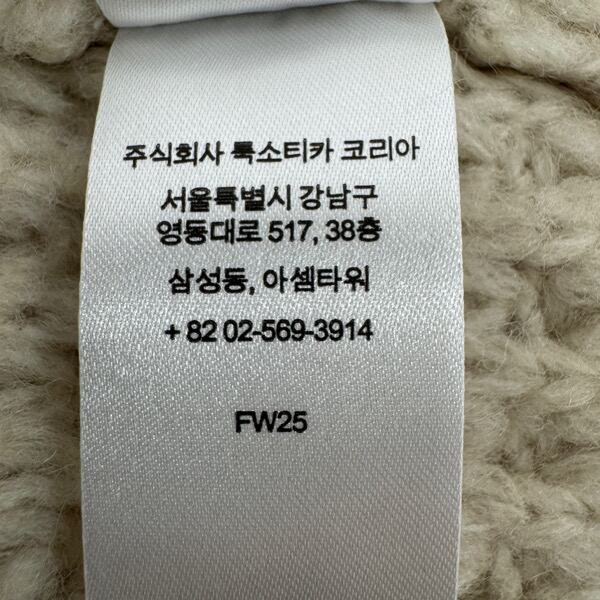 주식회사 룩소티카 코리아
서울특별시 강남구
영동대로 517, 38층
삼성동, 아셈타워
+ 82 02-569-3914
FW25